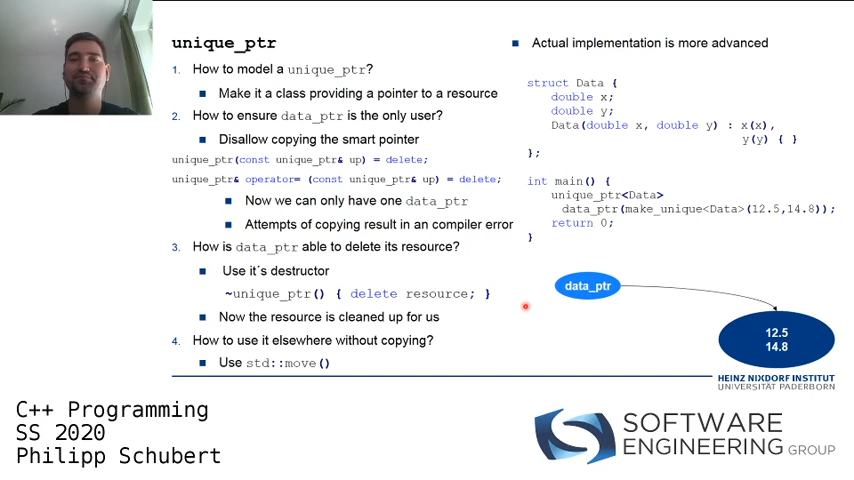 unique_ptr
1. How to model a unique_ptr?
■ Make it a class providing a pointer to a resource
2. How to ensure data_ptr is the only user?
■ Disallow copying the smart pointer
unique_ptr(const unique_ptr& up) = delete;
unique_ptr& operator= (const unique_ptr& up) = delete;
■ Now we can only have one data_ptr
■ Attempts of copying result in an compiler error
3. How is data_ptr able to delete its resource?
■ Use it´s destructor
~unique_ptr() { delete resource; }
■ Now the resource is cleaned up for us
4. How to use it elsewhere without copying?
■ Use std::move()
■ Actual implementation is more advanced
struct Data {
double x;
double y;
Data(double x, double y) : x(x),
y(y) { }
};
int main() {
unique_ptr<Data>
data_ptr(make_unique<Data>(12.5,14.8));
return 0;
}
data_ptr
12.5
14.8
HEINZ NIXDORF INSTITUT
UNIVERSITÄT PADERBORN
C++ Programming
SS 2020
Philipp Schubert
SOFTWARE
ENGINEERING GROUP